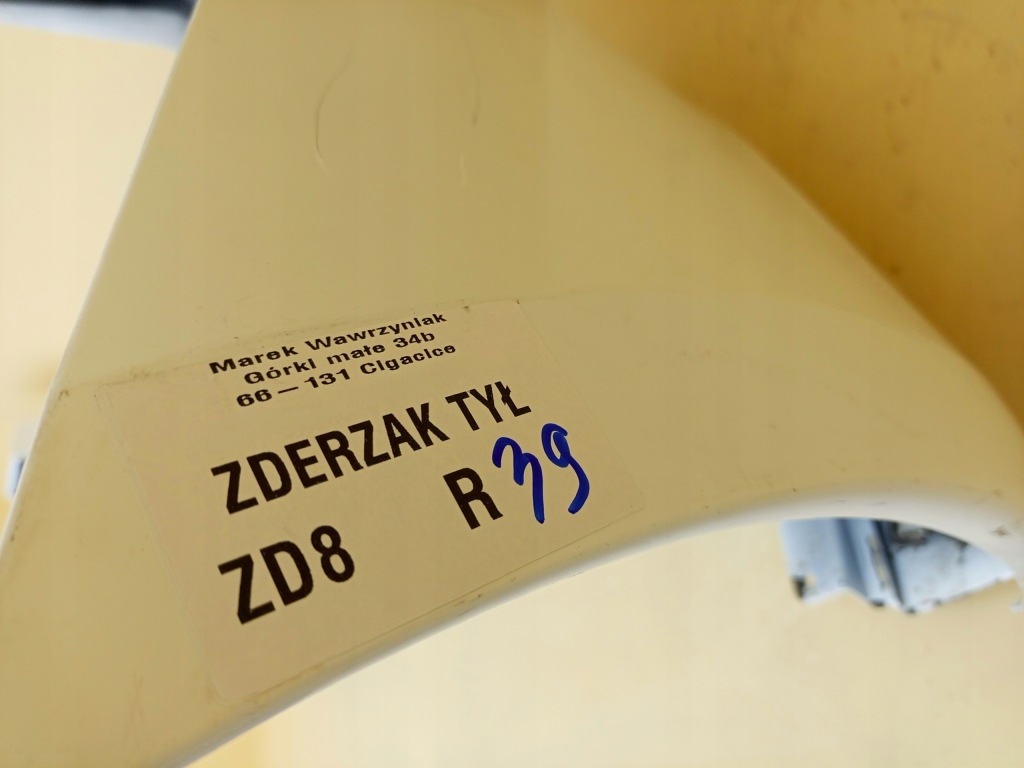 Marek Wawrzyniak
Górki małe 34b
66-131 Cigacice
ZDERZAK TYŁ
ZD8 R39